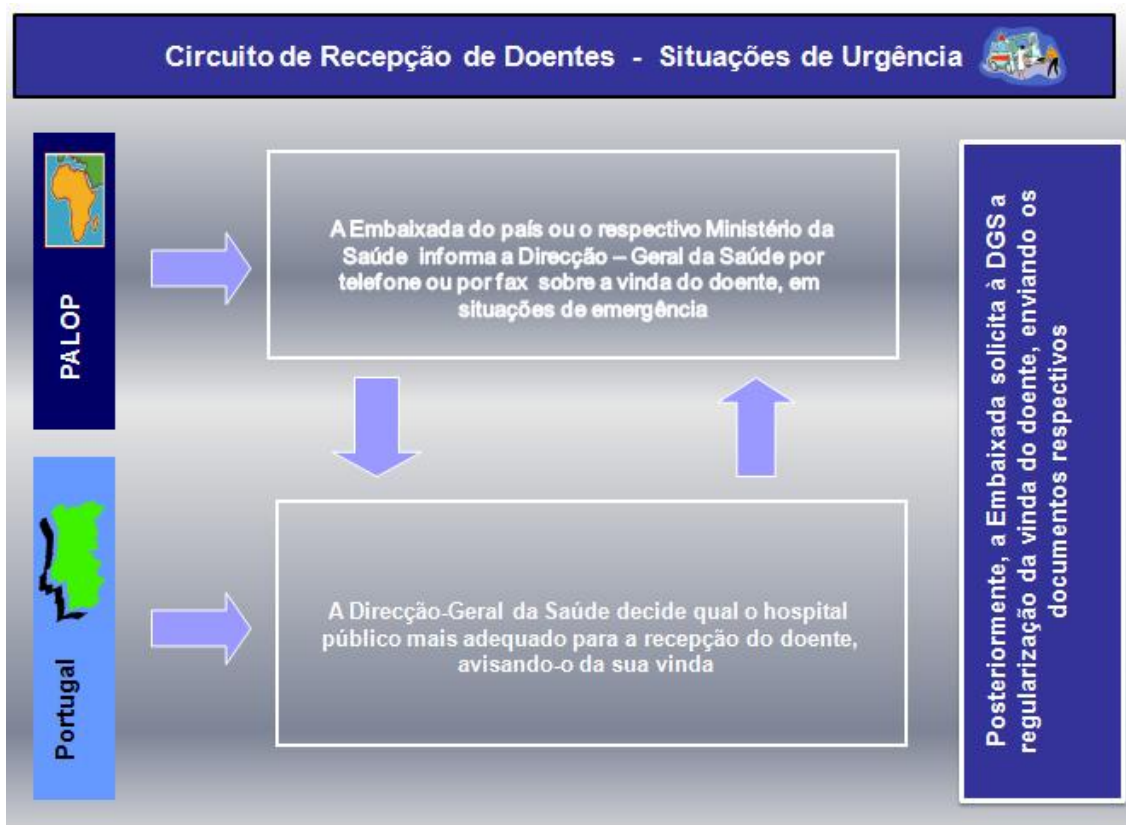 Circuito de Recepção de Doentes - Situações de Urgência
PALOP
A Embaixada do país ou o respectivo Ministério da
Saúde informa a Direcção – Geral da Saúde por
telefone ou por fax sobre a vinda do doente, em
situações de emergência
Portugal
A Direcção-Geral da Saúde decide qual o hospital
público mais adequado para a recepção do doente,
avisando-o da sua vinda
Posteriormente, a Embaixada solicita à DGS a
regularização da vinda do doente, enviando os
documentos respectivos